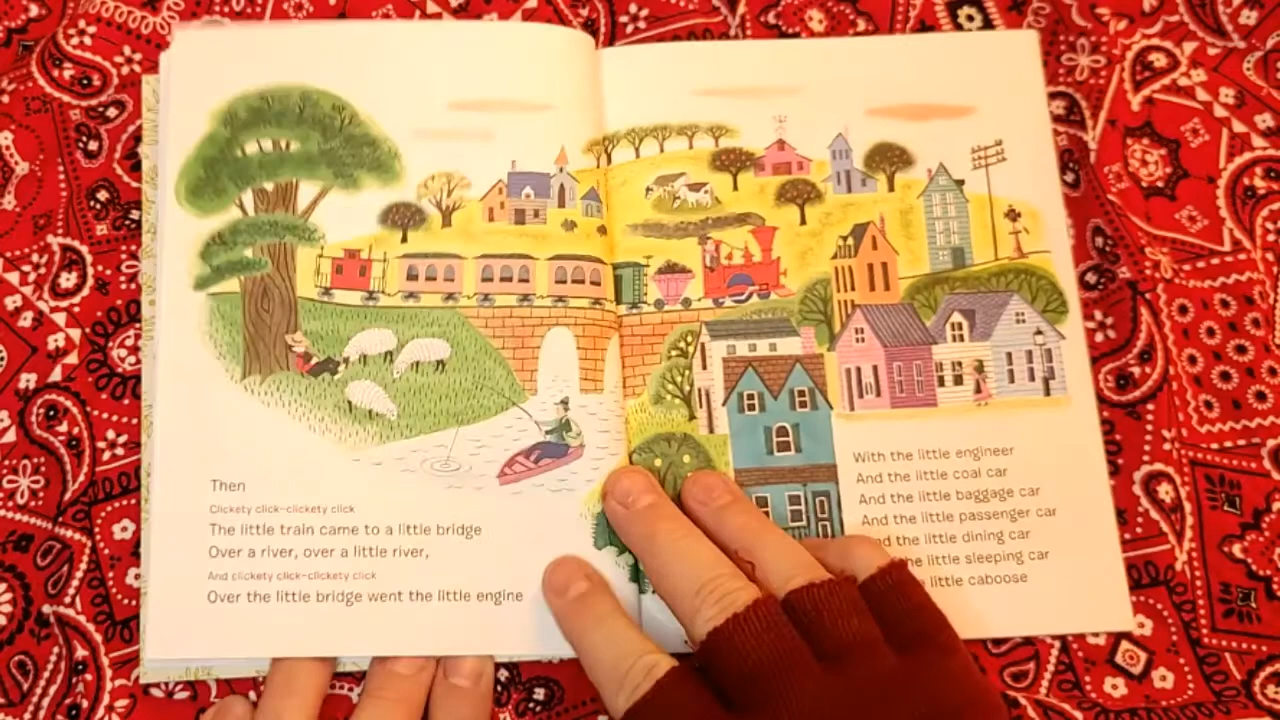 Then
Clickety click-clickety click
The little train came to a little bridge
Over a river, over a little river,
And clickety click-clickety click
Over the little bridge went the little engine
With the little engineer
And the little coal car
And the little baggage car
And the little passenger car
the little dining car
the little sleeping car
little caboose